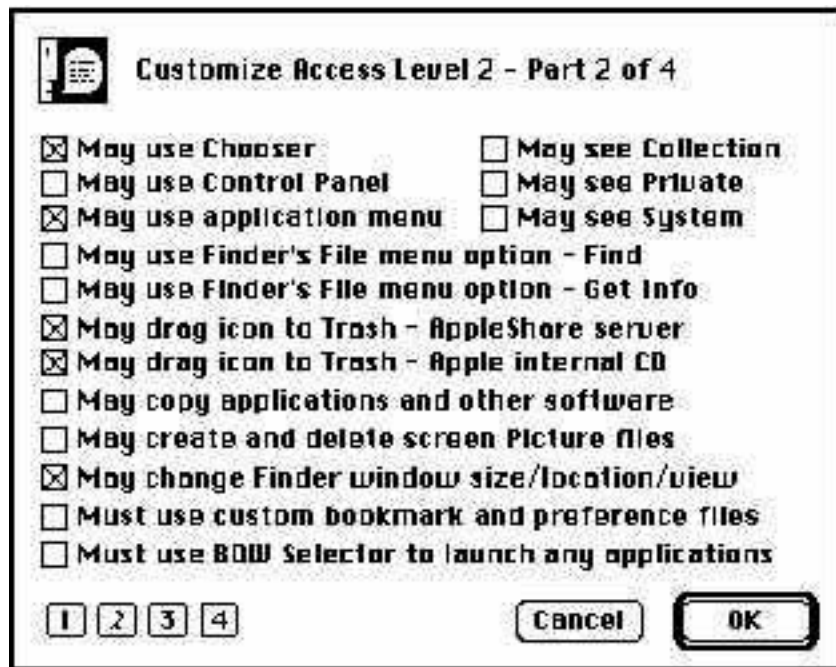 Customize Access Level 2 - Part 2 of 4
May use Chooser
May see Collection
May use Control Panel
May see Private
May use application menu
May see System
May use Finder's File menu option - Find
May use Finder's File menu option - Get Info
May drag icon to Trash - AppleShare server
May drag icon to Trash - Apple internal CD
May copy applications and other software
May create and delete screen Picture files
May change Finder window size/location/view
Must use custom bookmark and preference files
Must use BOW Selector to launch any applications
1 2 3 4 Cancel OK